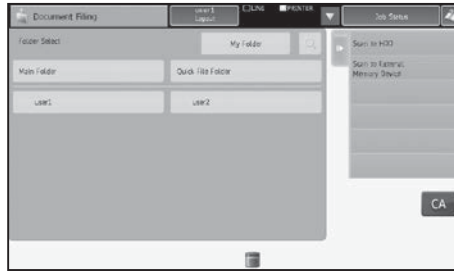 Document Filing
user1
Logout
LINE
PRINTER
Job Status
Folder Select
My Folder
Scan to HDD
Main Folder
Quick File Folder
Scan to External
Memory Device
user1
user2
CA